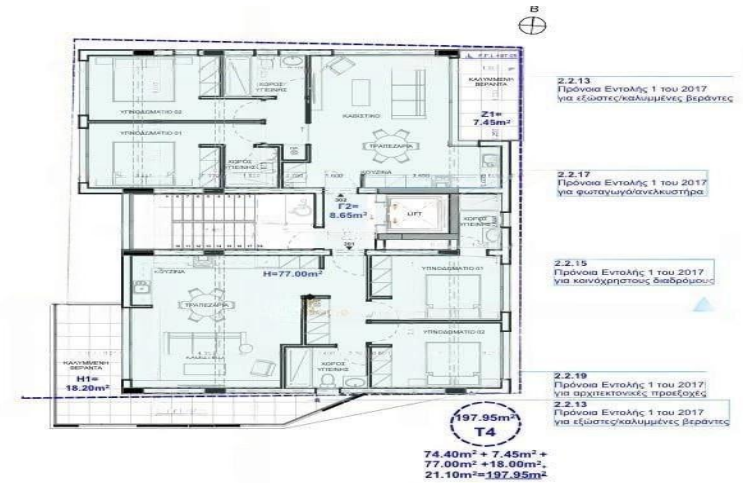 B
ΚΑΛΥΜΜΕΝΗ
ΒΕΡΑΝΤΑ
Z1=
7.45m²
ΥΠΝΟΔΩΜΑΤΙΟ 02
ΧΩΡΟΣ
ΥΓΙΕΙΝΗΣ
ΚΑΘΙΣΤΙΚΟ
ΥΠΝΟΔΩΜΑΤΙΟ 01
ΤΡΑΠΕΖΑΡΙΑ
ΧΩΡΟΣ
ΥΓΙΕΙΝΗΣ
ΚΟΥΖΙΝΑ
302
Γ2=
8.65m²
LIFT
ΧΩΡΟΣ
ΥΓΙΕΙΝΗΣ
301
ΚΟΥΖΙΝΑ
H=77.00m²
ΥΠΝΟΔΩΜΑΤΙΟ 01
ΤΡΑΠΕΖΑΡΙΑ
ΥΠΝΟΔΩΜΑΤΙΟ 02
ΚΑΛΥΜΜΕΝΗ
ΒΕΡΑΝΤΑ
H1=
18.20m²
ΧΩΡΟΣ
ΥΓΙΕΙΝΗΣ
2.2.13
Πρόνοια Εντολής 1 του 2017
για εξώστες/καλυμμένες βεράντες
2.2.17
Πρόνοια Εντολής 1 του 2017
για φωταγωγό/ανελκυστήρα
2.2.15
Πρόνοια Εντολής 1 του 2017
για κοινόχρηστους διαδρόμους
2.2.19
Πρόνοια Εντολής 1 του 2017
για αρχιτεκτονικές προεξοχές
2.2.13
Πρόνοια Εντολής 1 του 2017
για εξώστες/καλυμμένες βεράντες
197.95m²
T4
74.40m² + 7.45m² +
77.00m² +18.00m²+
21.10m²=197.95m²